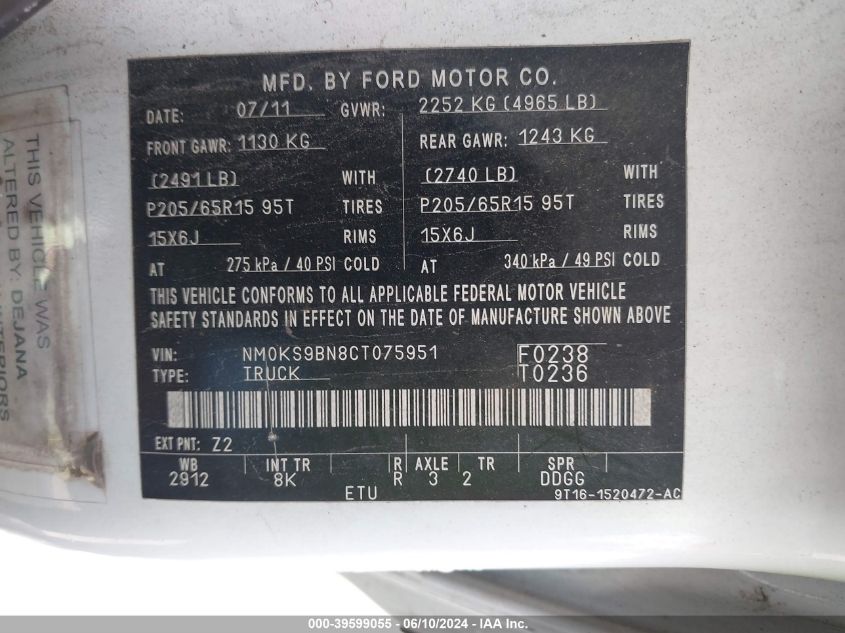 MFD. BY FORD MOTOR CO.
DATE: 07/11 GVWR: 2252 KG (4965 LB)
FRONT GAWR: 1130 KG REAR GAWR: 1243 KG
(2491 LB) WITH (2740 LB) WITH
P205/65R15 95T TIRES P205/65R15 95T TIRES
15X6J RIMS 15X6J RIMS
AT 275 kPa / 40 PSI COLD AT 340 kPa / 49 PSI COLD
THIS VEHICLE CONFORMS TO ALL APPLICABLE FEDERAL MOTOR VEHICLE
SAFETY STANDARDS IN EFFECT ON THE DATE OF MANUFACTURE SHOWN ABOVE
VIN: NM0KS9BN8CT075951 F0238
TYPE: TRUCK T0236
EXT PNT: Z2
WB INT TR R AXLE TR SPR
2912 8K R 3 2 DDGG
ETU 9T16-1520472-AC
THIS VEHICLE WAS
ALTERED BY: DEJANA
INTERIORS
000-39599055 - 06/10/2024 - IAA Inc.